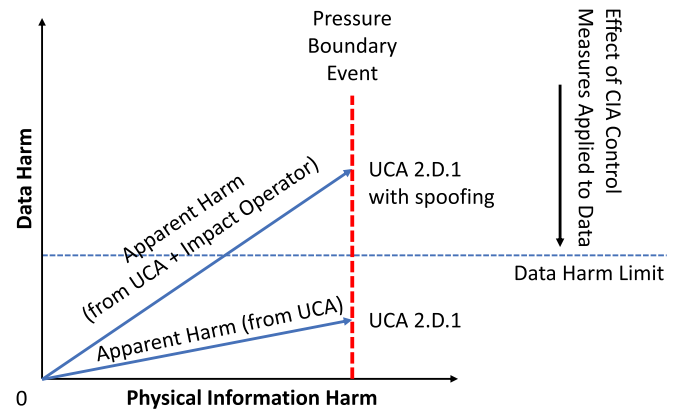 Pressure
Boundary
Event
Effect of CIA Control
Measures Applied to Data
Data Harm
Apparent Harm
(from UCA + Impact Operator)
UCA 2.D.1
with spoofing
Data Harm Limit
Apparent Harm (from UCA)
UCA 2.D.1
0
Physical Information Harm